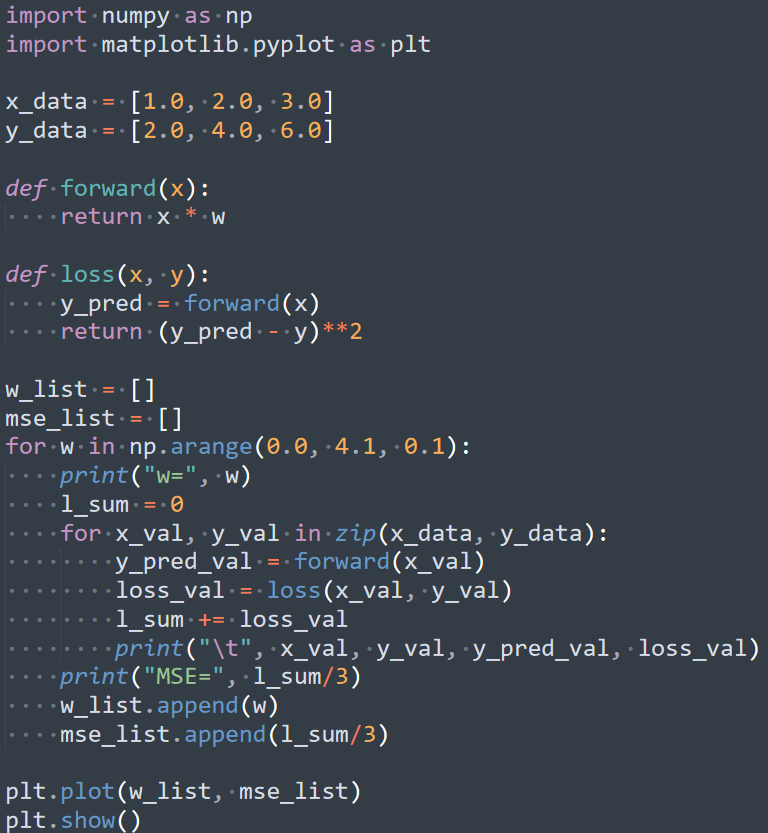 import numpy as np
import matplotlib.pyplot as plt

x_data = [1.0, 2.0, 3.0]
y_data = [2.0, 4.0, 6.0]

def forward(x):
    return x * w

def loss(x, y):
    y_pred = forward(x)
    return (y_pred - y)**2

w_list = []
mse_list = []
for w in np.arange(0.0, 4.1, 0.1):
    print("w=", w)
    l_sum = 0
    for x_val, y_val in zip(x_data, y_data):
        y_pred_val = forward(x_val)
        loss_val = loss(x_val, y_val)
        l_sum += loss_val
        print("\t", x_val, y_val, y_pred_val, loss_val)
    print("MSE=", l_sum/3)
    w_list.append(w)
    mse_list.append(l_sum/3)

plt.plot(w_list, mse_list)
plt.show()